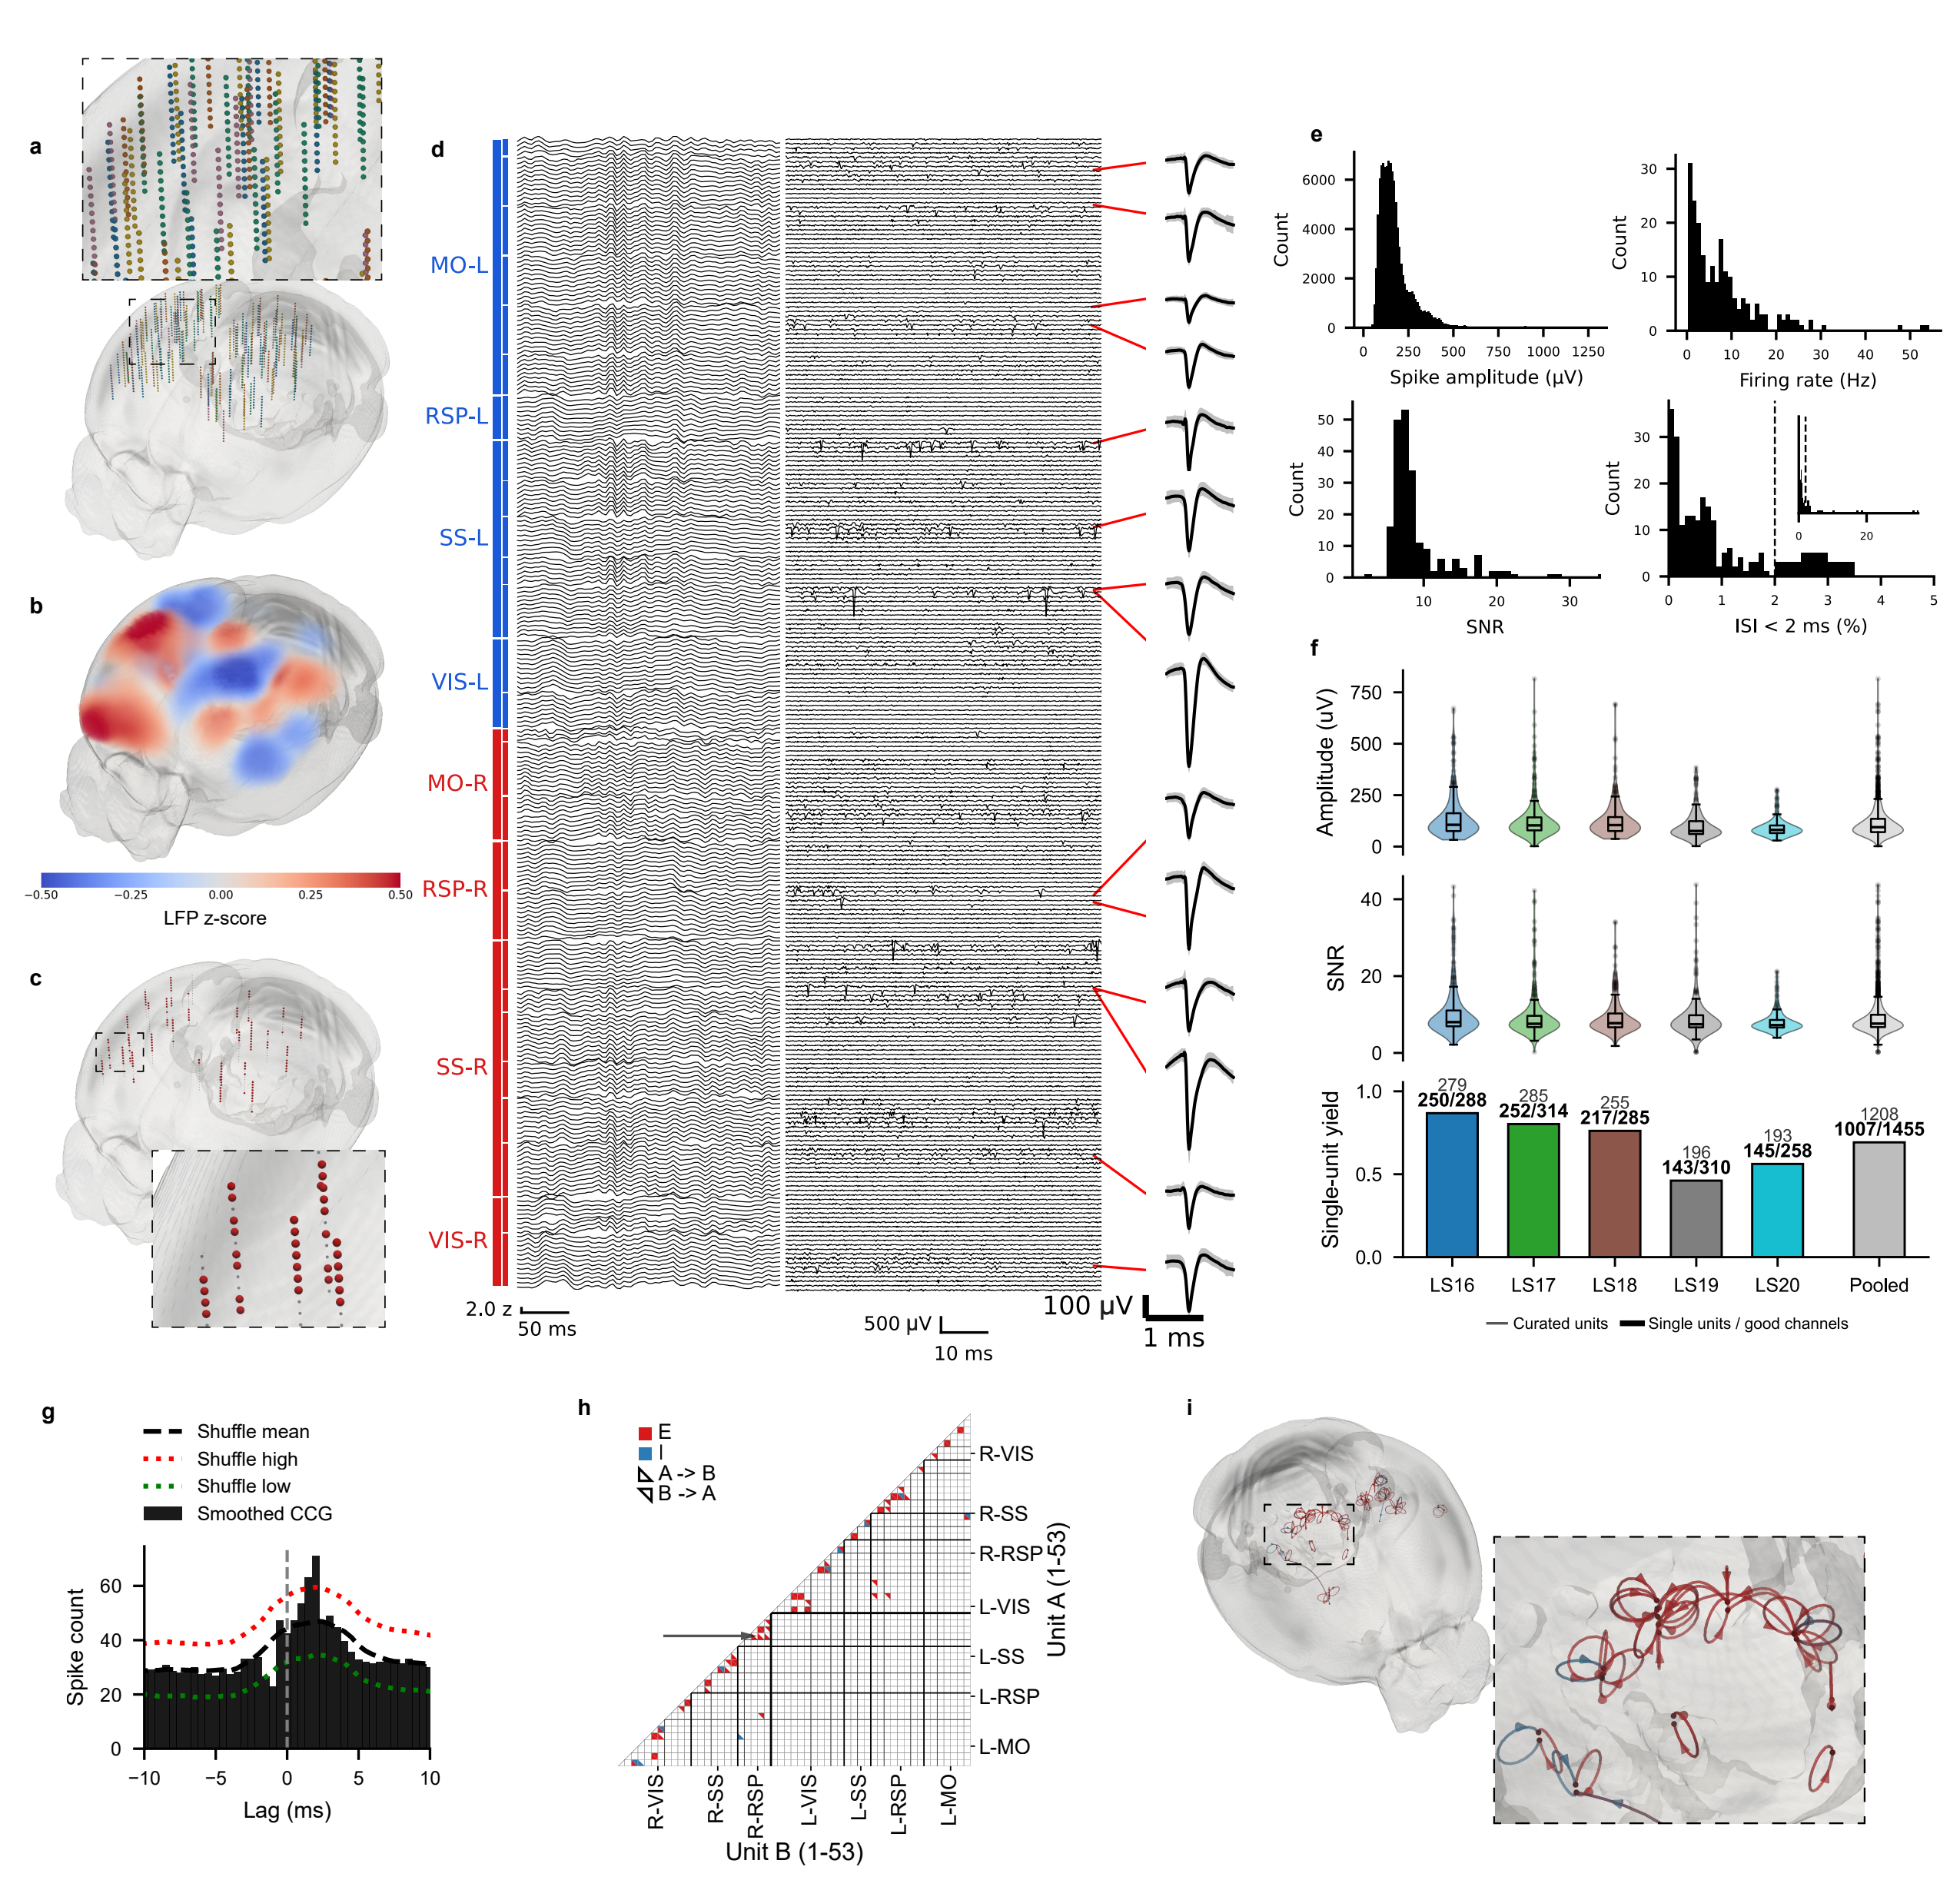 a
b
−0.50 −0.25 0.00 0.25 0.50
LFP z-score
c
d
MO-L
RSP-L
SS-L
VIS-L
MO-R
RSP-R
SS-R
VIS-R
2.0 z
50 ms
500 µV
10 ms
100 µV
1 ms
e
6000
4000
2000
0
Count
0 250 500 750 1000 1250
Spike amplitude (µV)
30
20
10
0
Count
0 10 20 30 40 50
Firing rate (Hz)
50
40
30
20
10
0
Count
10 20 30
SNR
30
20
10
0
Count
0 20
0 1 2 3 4 5
ISI < 2 ms (%)
f
750
500
250
0
Amplitude (uV)
40
20
0
SNR
1.0
0.5
0.0
Single-unit yield
279
250/288
285
252/314
255
217/285
196
143/310
193
145/258
1208
1007/1455
LS16 LS17 LS18 LS19 LS20 Pooled
Curated units Single units / good channels
g
Shuffle mean
Shuffle high
Shuffle low
Smoothed CCG
60
40
20
0
Spike count
−10 −5 0 5 10
Lag (ms)
h
E
I
A -> B
B -> A
R-VIS
R-SS
R-RSP
L-VIS
L-SS
L-RSP
L-MO
Unit A (1-53)
R-VIS
R-SS
R-RSP
L-VIS
L-SS
L-RSP
L-MO
Unit B (1-53)
i